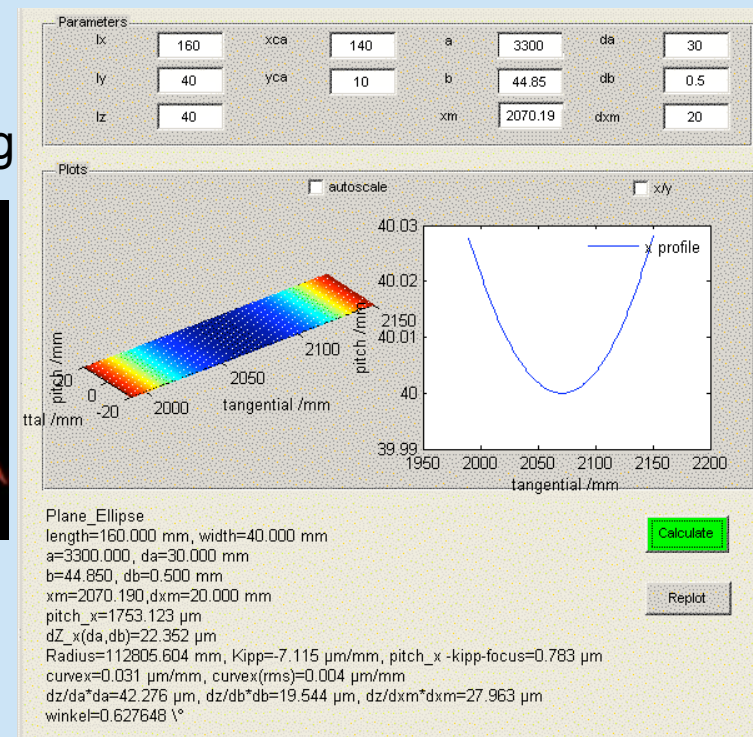 g
Parameters
lx 160 xca 140 a 3300 da 30
ly 40 yca 10 b 44.85 db 0.5
lz 40 xm 2070.19 dxm 20
Plots
autoscale x/y
40.03
x profile
40.02
2150
40.01
2100
pitch /mm
pitch /mm
2050
40
0
-20
2000
ttal /mm
tangential /mm
39.99
1950 2000 2050 2100 2150 2200
tangential /mm
Plane_Ellipse
length=160.000 mm, width=40.000 mm
Calculate
a=3300.000, da=30.000 mm
b=44.850, db=0.500 mm
xm=2070.190,dxm=20.000 mm
Replot
pitch_x=1753.123 µm
dZ_x(da,db)=22.352 µm
Radius=112805.604 mm, Kipp=-7.115 µm/mm, pitch_x -kipp-focus=0.783 µm
curvex=0.031 µm/mm, curvex(rms)=0.004 µm/mm
dz/da*da=42.276 µm, dz/db*db=19.544 µm, dz/dxm*dxm=27.963 µm
winkel=0.627648 \°